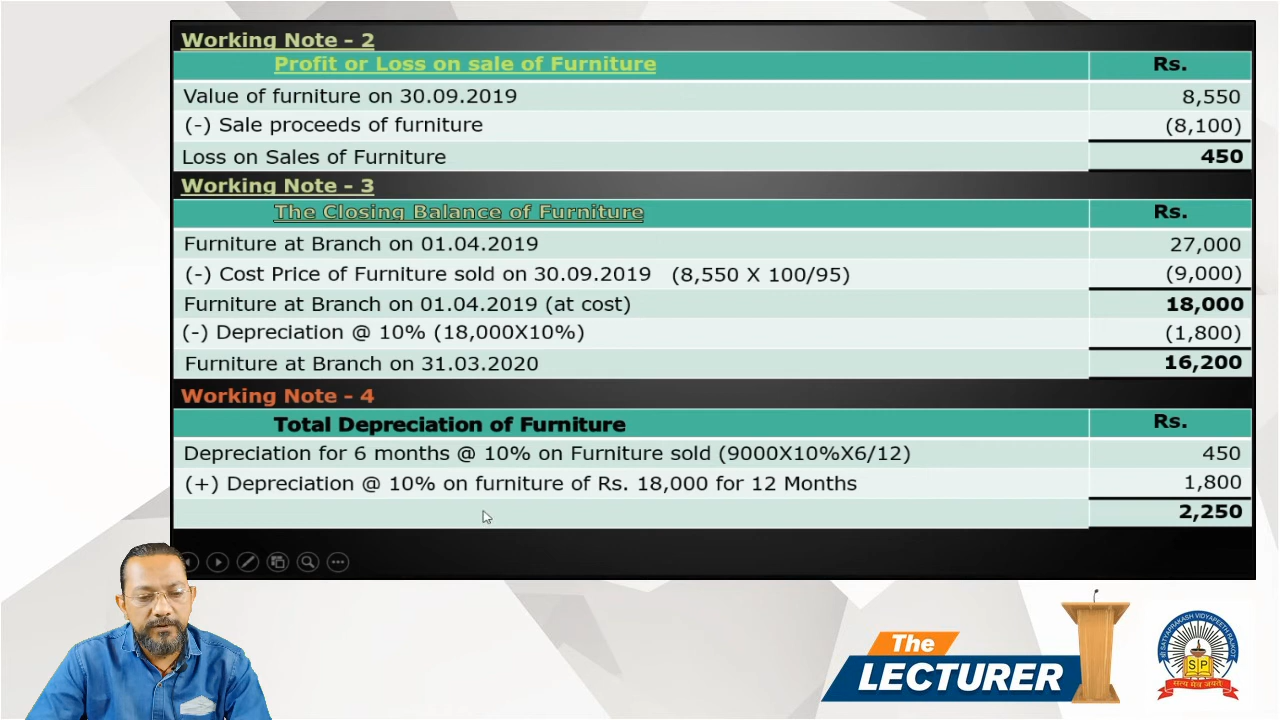 Working Note - 2
Profit or Loss on sale of Furniture Rs.
Value of furniture on 30.09.2019 8,550
(-) Sale proceeds of furniture (8,100)
Loss on Sales of Furniture 450
Working Note - 3
The Closing Balance of Furniture Rs.
Furniture at Branch on 01.04.2019 27,000
(-) Cost Price of Furniture sold on 30.09.2019 (8,550 X 100/95) (9,000)
Furniture at Branch on 01.04.2019 (at cost) 18,000
(-) Depreciation @ 10% (18,000X10%) (1,800)
Furniture at Branch on 31.03.2020 16,200
Working Note - 4
Total Depreciation of Furniture Rs.
Depreciation for 6 months @ 10% on Furniture sold (9000X10%X6/12) 450
(+) Depreciation @ 10% on furniture of Rs. 18,000 for 12 Months 1,800
2,250
The
LECTURER
SATYAPRAKASH VIDYAPEETH RAJKOT
S P
सत्य मेव जयते